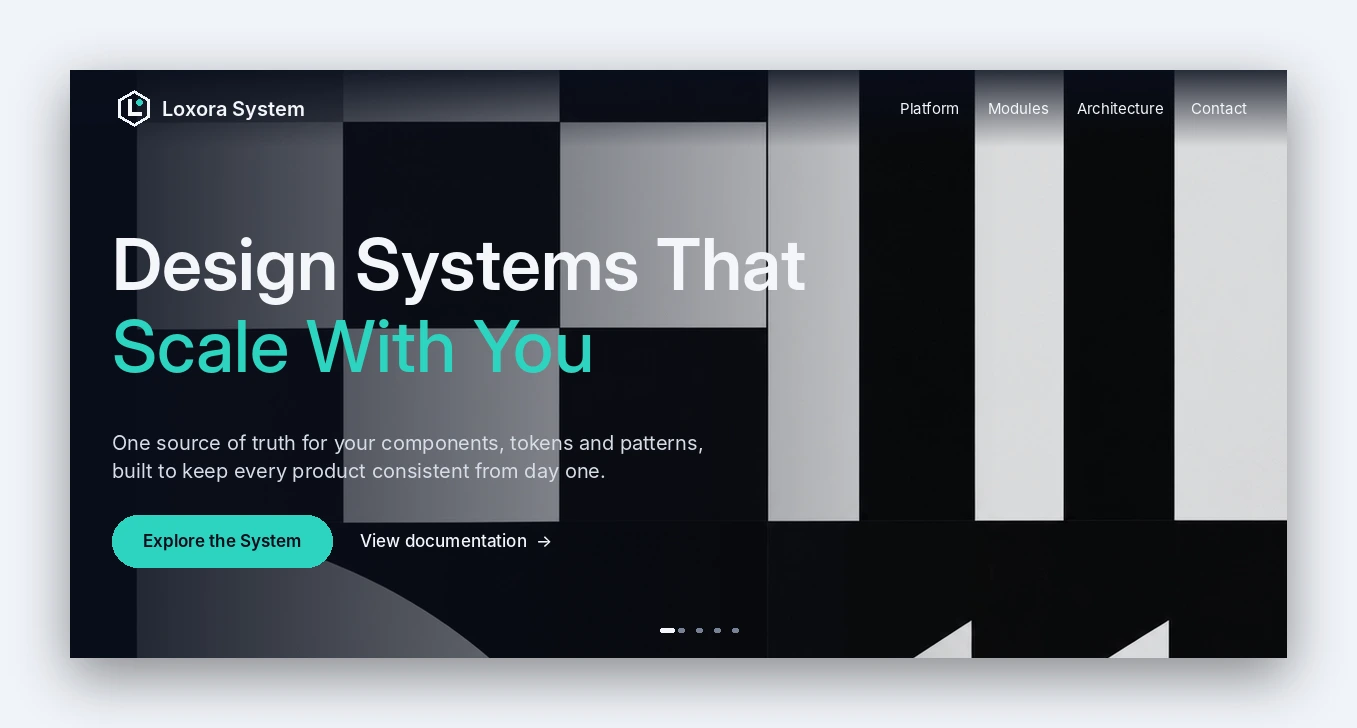 Loxora System
Platform Modules Architecture Contact
Design Systems That
Scale With You
One source of truth for your components, tokens and patterns,
built to keep every product consistent from day one.
Explore the System
View documentation →